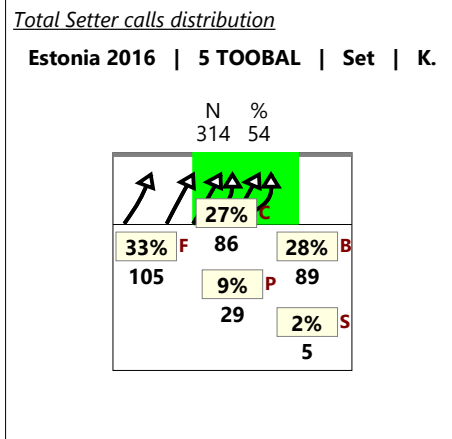 Total Setter calls distribution
Estonia 2016 | 5 TOOBAL | Set | K.
N %
314 54
27% C
33% F 86 28% B
105 9% P 89
29 2% S
5